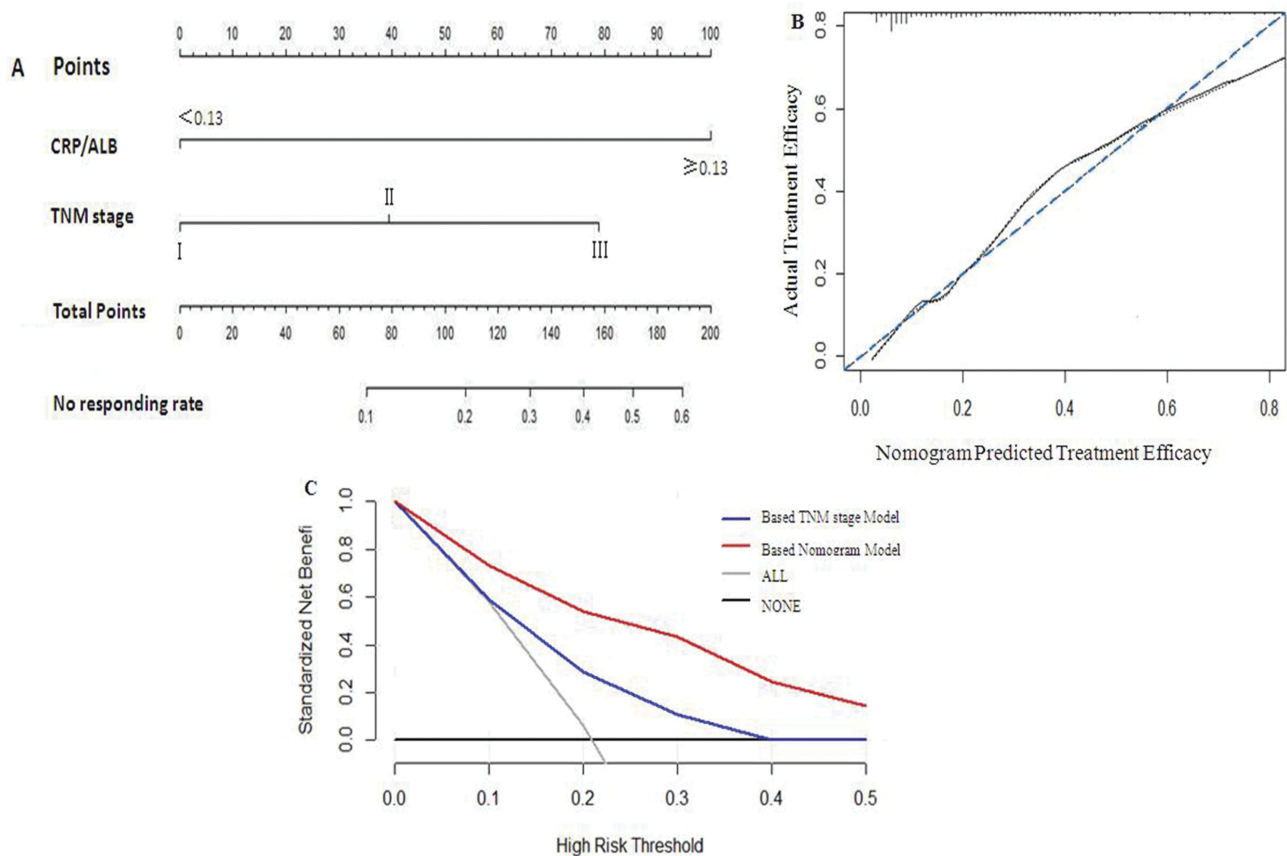 A
0 10 20 30 40 50 60 70 80 90 100
Points
<0.13
CRP/ALB
≥0.13
II
TNM stage
I III
Total Points
0 20 40 60 80 100 120 140 160 180 200
No responding rate
0.1 0.2 0.3 0.4 0.5 0.6
B
Actual Treatment Efficacy
0.8
0.6
0.4
0.2
0.0
0.0 0.2 0.4 0.6 0.8
Nomogram Predicted Treatment Efficacy
C
Standardized Net Benefi
1.0
0.8
0.6
0.4
0.2
0.0
Based TNM stage Model
Based Nomogram Model
ALL
NONE
0.0 0.1 0.2 0.3 0.4 0.5
High Risk Threshold